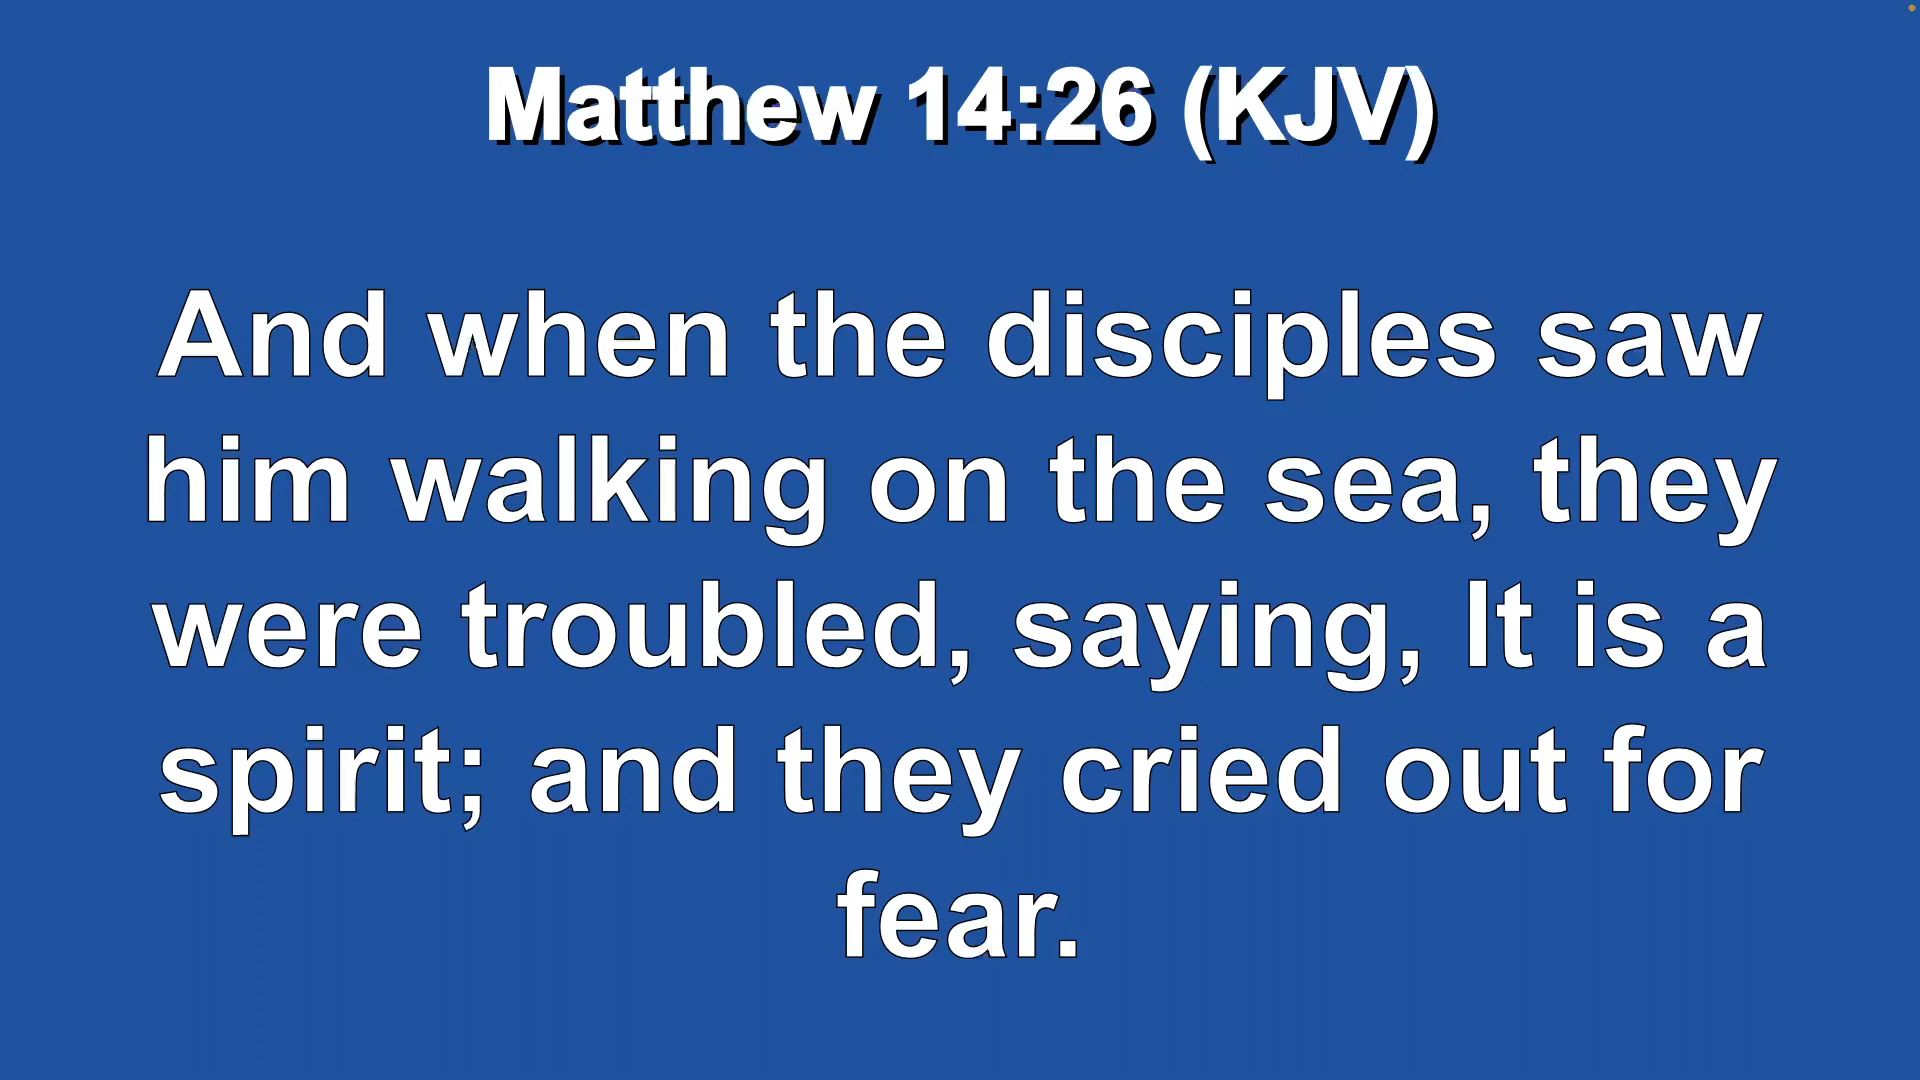 Matthew 14:26 (KJV)
And when the disciples saw
him walking on the sea, they
were troubled, saying, It is a
spirit; and they cried out for
fear.